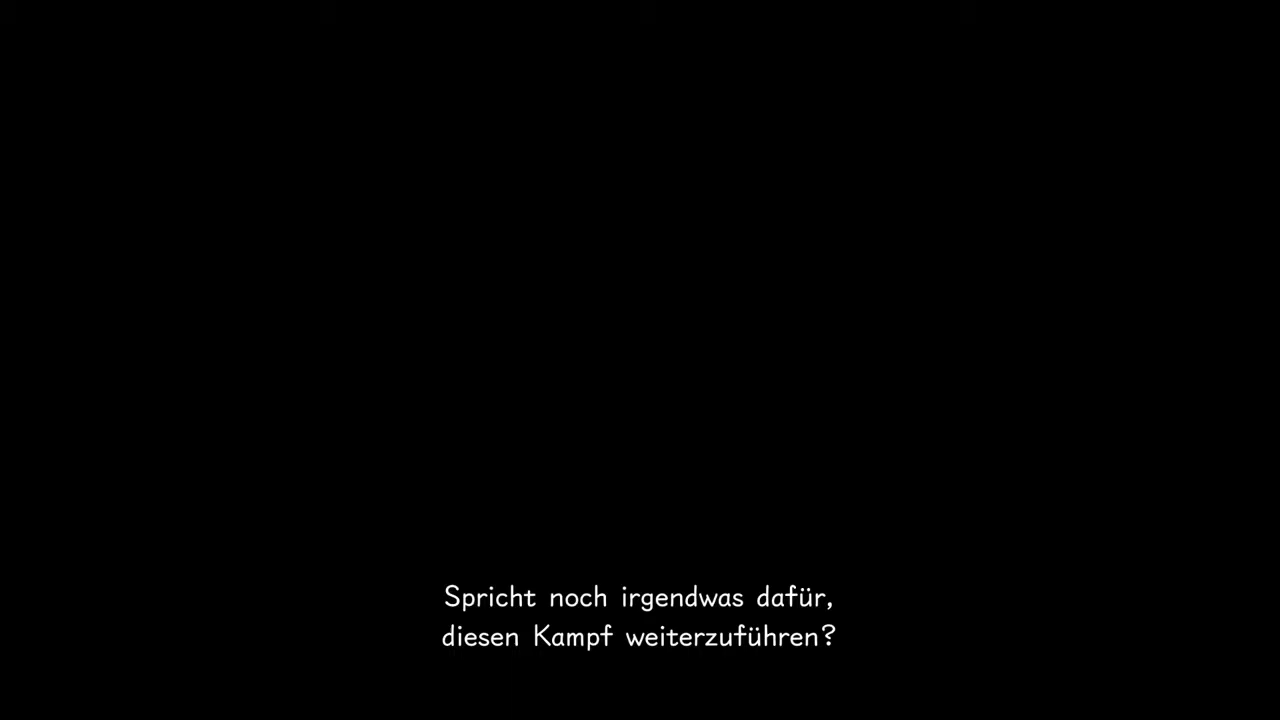 Spricht noch irgendwas dafür,
diesen Kampf weiterzuführen?